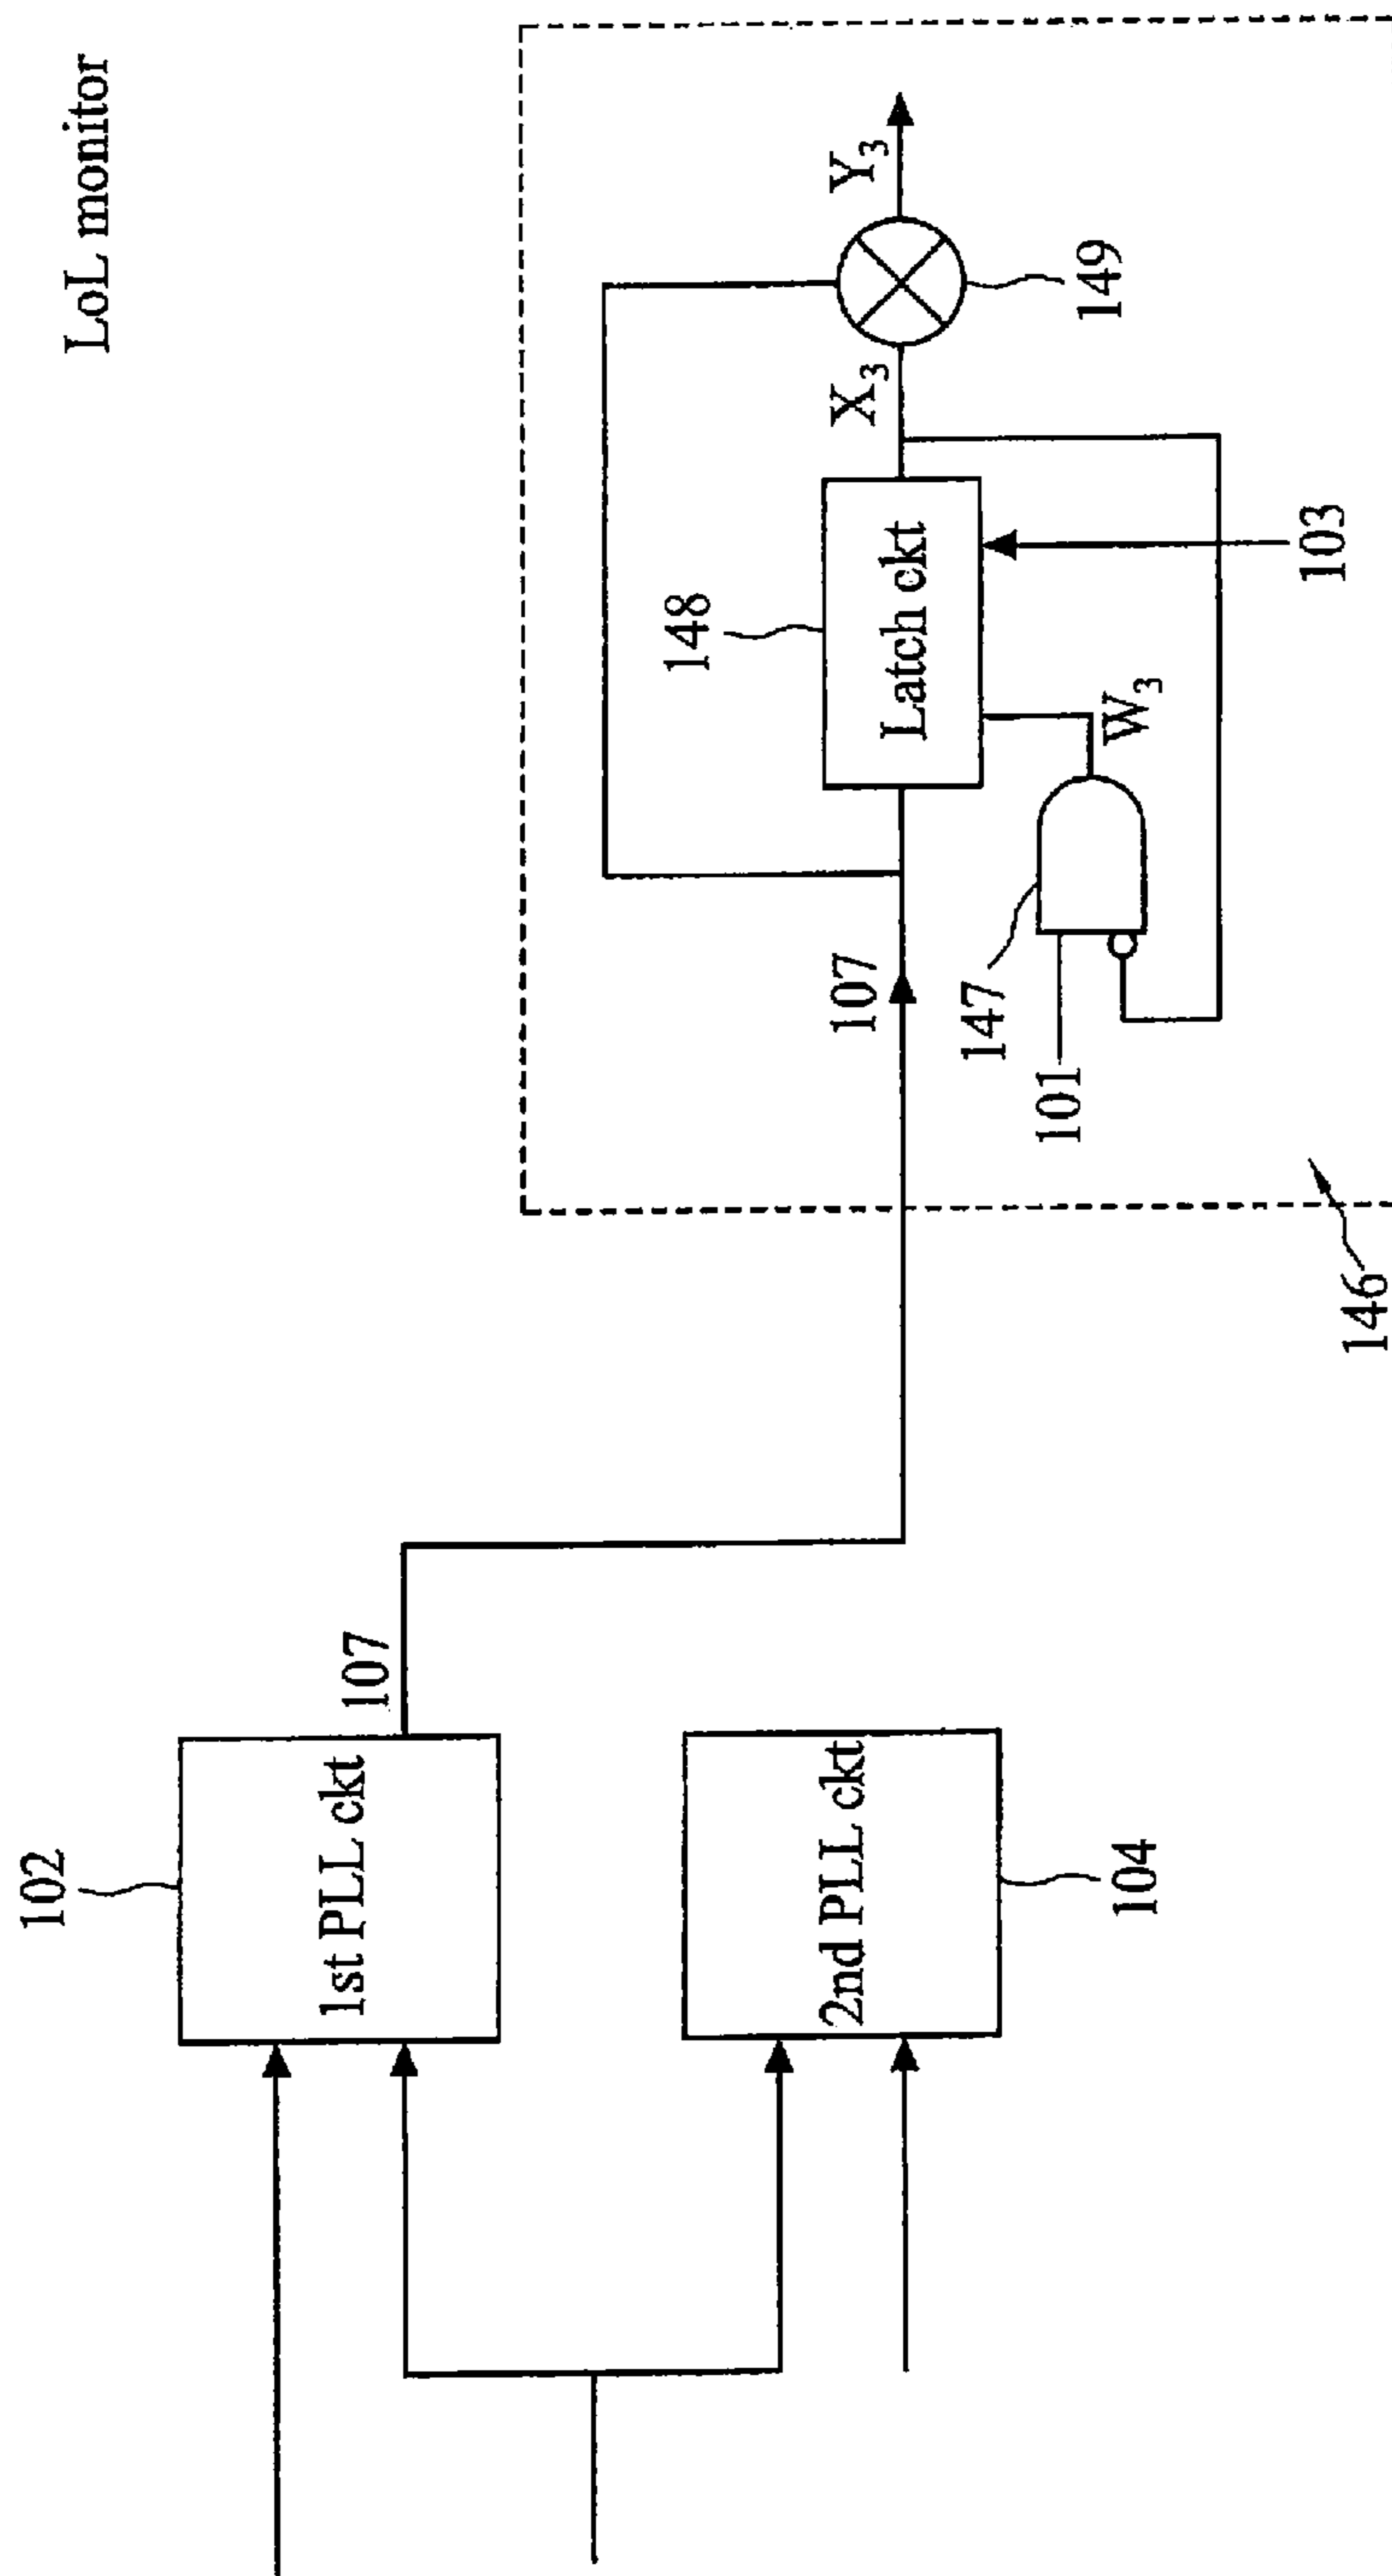 LoL monitor
102
1st PLL ckt
107
2nd PLL ckt
104
107
148
Latch ckt
X₃
Y₃
149
101
147
W₃
103
146